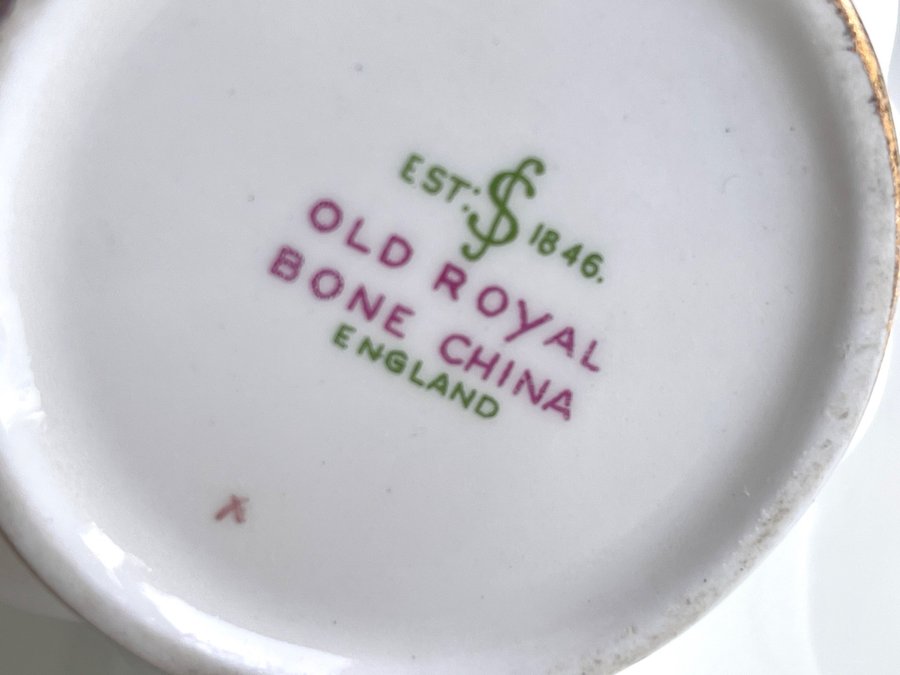 EST. 1846.
OLD ROYAL
BONE CHINA
ENGLAND